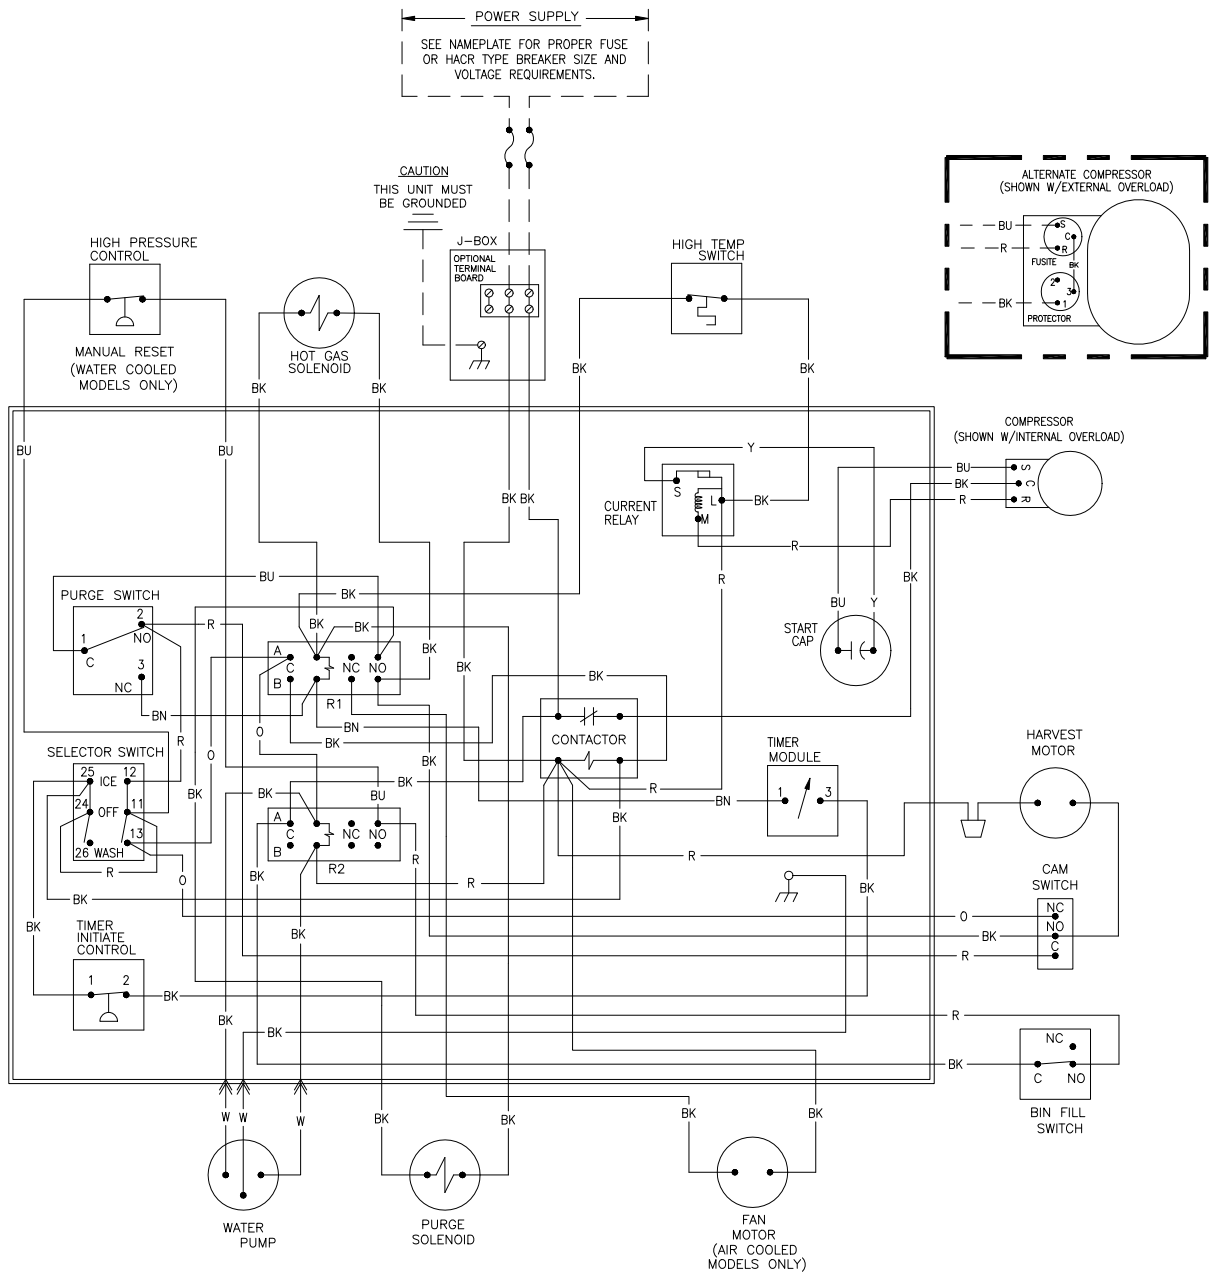 POWER SUPPLY
SEE NAMEPLATE FOR PROPER FUSE
OR HACR TYPE BREAKER SIZE AND
VOLTAGE REQUIREMENTS.
CAUTION
THIS UNIT MUST
BE GROUNDED
ALTERNATE COMPRESSOR
(SHOWN W/EXTERNAL OVERLOAD)
BU
S
C
R
R
FUSITE
BK
2
3
BK
1
PROTECTOR
HIGH PRESSURE
CONTROL
MANUAL RESET
(WATER COOLED
MODELS ONLY)
HOT GAS
SOLENOID
J-BOX
OPTIONAL
TERMINAL
BOARD
HIGH TEMP
SWITCH
BK
BK
BK
BK
COMPRESSOR
(SHOWN W/INTERNAL OVERLOAD)
BU
S
BK
C
R
R
BU
BU
Y
S
L
M
CURRENT
RELAY
BK
BK BK
R
R
BK
BU
BK
PURGE SWITCH
1
C
2
NO
3
NC
R
BN
R
BK
BK
BK
A
C
NC
NO
B
R1
BK
BN
BK
O
O
BK
BK
BU
Y
START
CAP
CONTACTOR
SELECTOR SWITCH
25
ICE
12
24
OFF
11
13
26 WASH
R
O
BK
BK
BK
BK
BU
A
C
NC
NO
B
R2
R
BK
BK
R
BN
BK
R
R
TIMER
MODULE
1
3
BK
HARVEST
MOTOR
CAM
SWITCH
NC
NO
C
O
BK
R
BK
TIMER
INITIATE
CONTROL
1
2
BK
BK
BK
BK
R
BK
NC
C
NO
BIN FILL
SWITCH
W
W
W
BK
BK
BK
BK
WATER
PUMP
PURGE
SOLENOID
FAN
MOTOR
(AIR COOLED
MODELS ONLY)